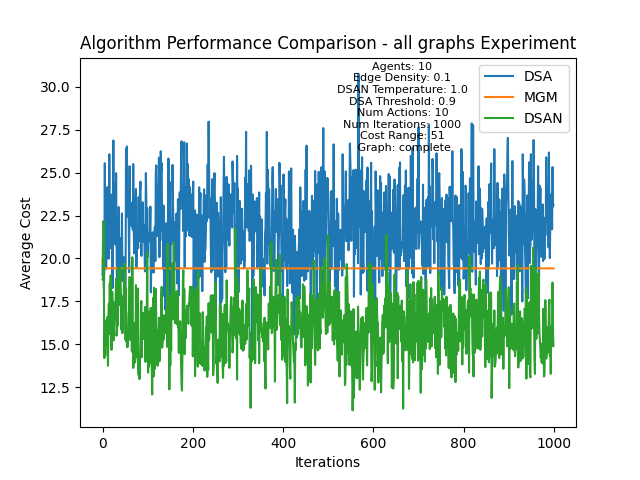 Algorithm Performance Comparison - all graphs Experiment
Agents: 10
Edge Density: 0.1
DSAN Temperature: 1.0
DSA Threshold: 0.9
Num Actions: 10
Num Iterations: 1000
Cost Range: 51
Graph: complete
DSA
MGM
DSAN
Average Cost
30.0
27.5
25.0
22.5
20.0
17.5
15.0
12.5
0
200
400
600
800
1000
Iterations